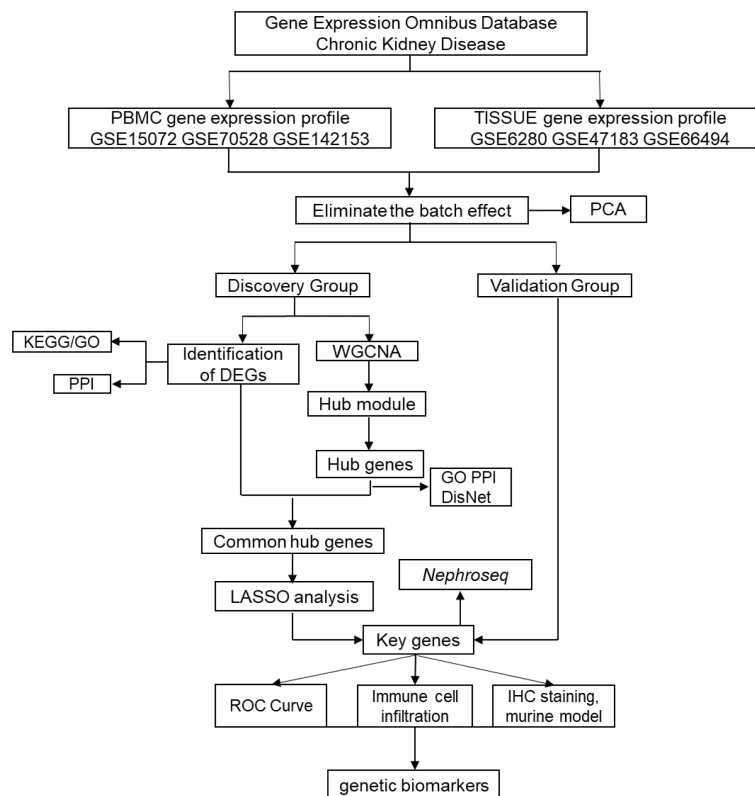 Gene Expression Omnibus Database
Chronic Kidney Disease
PBMC gene expression profile
GSE15072 GSE70528 GSE142153
TISSUE gene expression profile
GSE6280 GSE47183 GSE66494
Eliminate the batch effect
PCA
Discovery Group
Validation Group
KEGG/GO
PPI
Identification
of DEGs
WGCNA
Hub module
Hub genes
GO PPI
DisNet
Common hub genes
Nephroseq
LASSO analysis
Key genes
ROC Curve
Immune cell
infiltration
IHC staining,
murine model
genetic biomarkers